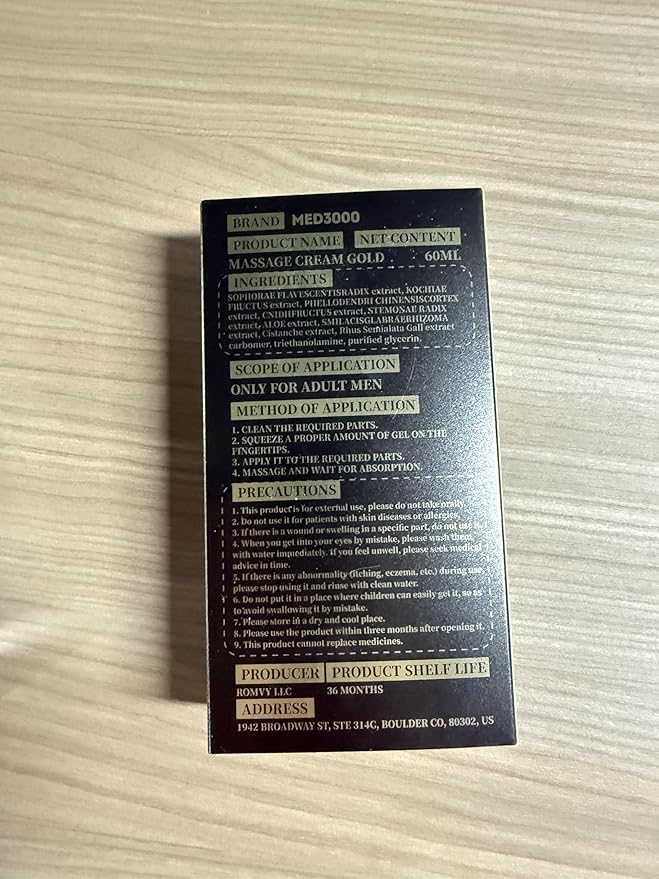 BRAND MED3000
PRODUCT NAME NET CONTENT
MASSAGE CREAM GOLD 60ML
INGREDIENTS
SOPHORAE FLAVESCENTISRADIX extract, KOCHIAE
FRUCTUS extract, PHELLODENDRI CHINENSISCORTEX
extract, CNIDHFRUCTUS extract, STEMONAE RADIX
extract, ALOE extract, SMILACISGLABRAERHIZOMA
extract, Cistanche extract, Rhus Semialata Gall extract
carbomer, triethanolamine, purified glycerin.
SCOPE OF APPLICATION
ONLY FOR ADULT MEN
METHOD OF APPLICATION
1. CLEAN THE REQUIRED PARTS.
2. SQUEEZE A PROPER AMOUNT OF GEL ON THE
FINGERTIPS.
3. APPLY IT TO THE REQUIRED PARTS.
4. MASSAGE AND WAIT FOR ABSORPTION.
PRECAUTIONS
1. This product is for external use, please do not take orally
2. Do not use it for patients with skin diseases or allergies.
3. If there is a wound or swelling in a specific part, do not use it.
4. When you get into your eyes by mistake, please wash them
with water immediately. If you feel unwell, please seek medical
advice in time.
5. If there is any abnormality (itching, eczema, etc.) during use,
please stop using it and rinse with clean water.
6. Do not put it in a place where children can easily get it, so as
to avoid swallowing it by mistake.
7. Please store in a dry and cool place.
8. Please use the product within three months after opening it.
9. This product cannot replace medicines.
PRODUCER PRODUCT SHELF LIFE
ROMVY LLC 36 MONTHS
ADDRESS
1942 BROADWAY ST, STE 314C, BOULDER CO, 80302, US